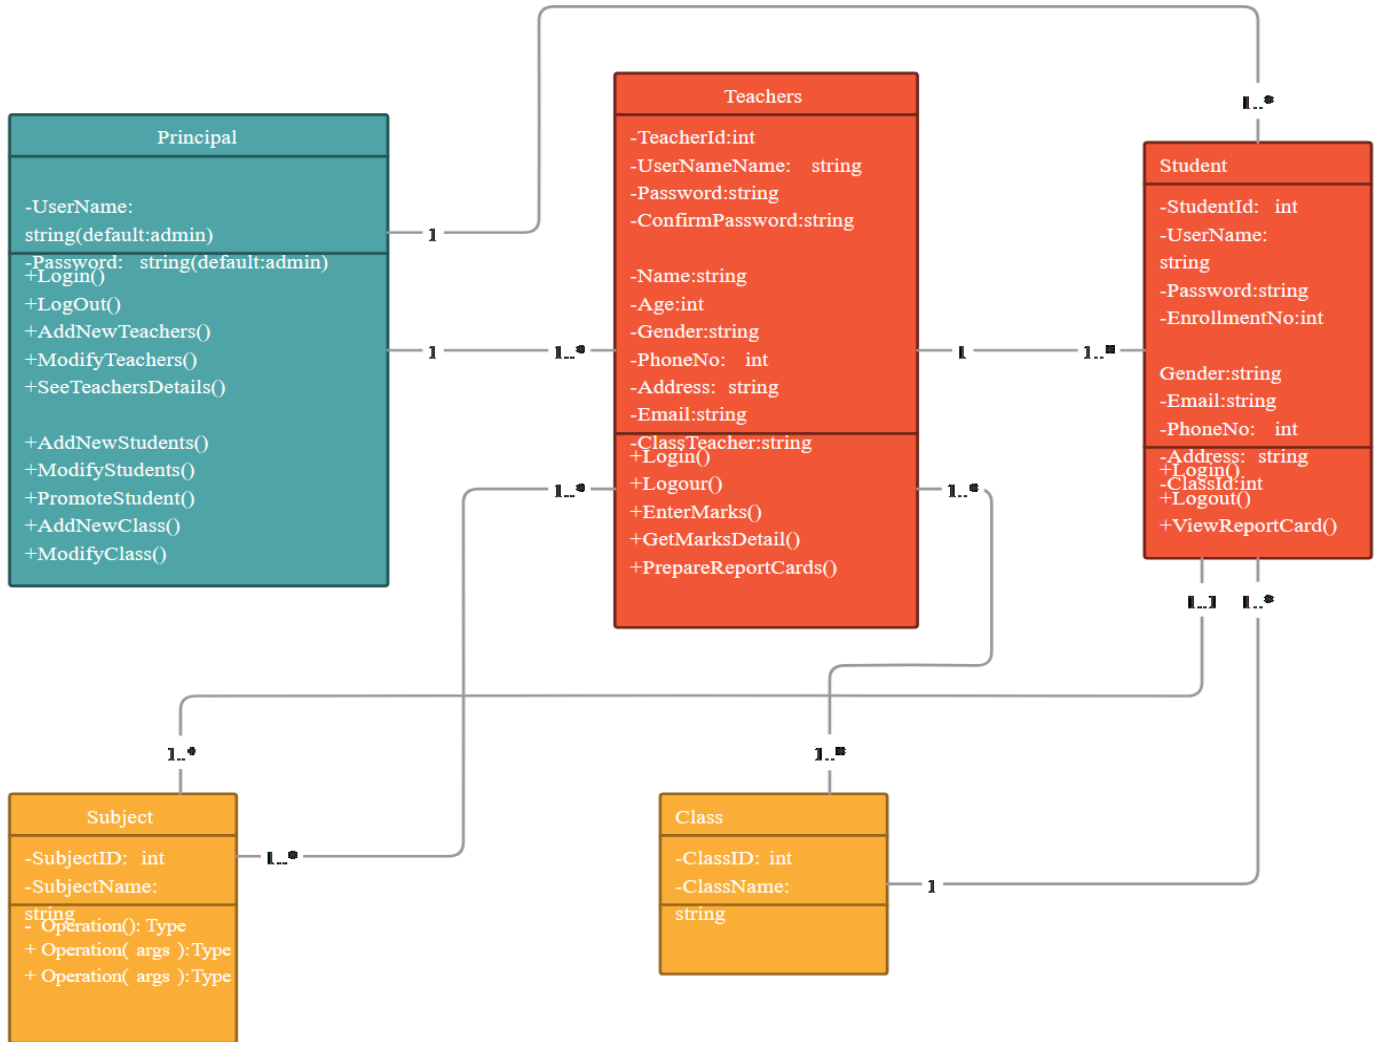 Principal
-UserName:
string(default:admin)
-Password: string(default:admin)
+Login()
+LogOut()
+AddNewTeachers()
+ModifyTeachers()
+SeeTeachersDetails()
+AddNewStudents()
+ModifyStudents()
+PromoteStudent()
+AddNewClass()
+ModifyClass()
1
1
1..*
1..*
Teachers
-TeacherId:int
-UserNameName: string
-Password:string
-ConfirmPassword:string
-Name:string
-Age:int
-Gender:string
-PhoneNo: int
-Address: string
-Email:string
-ClassTeacher:string
+Login()
+Logour()
+EnterMarks()
+GetMarksDetail()
+PrepareReportCards()
1
1..*
1..*
1..*
Student
-StudentId: int
-UserName:
string
-Password:string
-EnrollmentNo:int
Gender:string
-Email:string
-PhoneNo: int
-Address: string
-ClassId:int
+Login()
+Logout()
+ViewReportCard()
1..1
1..*
1..*
Subject
-SubjectID: int
-SubjectName:
string
- Operation(): Type
+ Operation( args ):Type
+ Operation( args ):Type
1..*
1..*
Class
-ClassID: int
-ClassName:
string
1